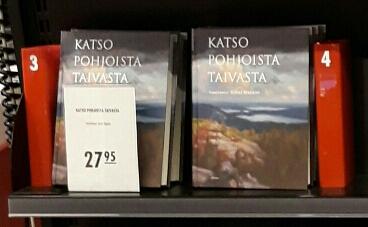 3
KATSO
POHJOISTA
TAIVASTA
KATSO POHJOISTA TAIVASTA
27.95
KATSO
POHJOISTA
TAIVASTA
4